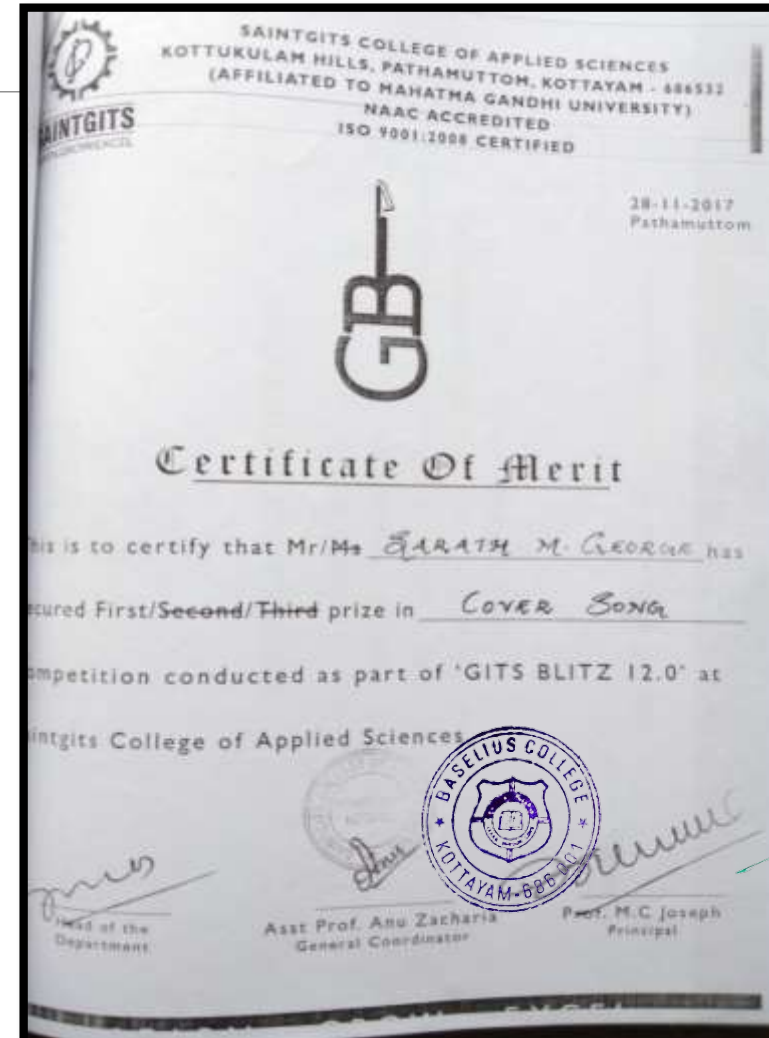 SAINTGITS COLLEGE OF APPLIED SCIENCES
KOTTUKULAM HILLS, PATHAMUTTOM, KOTTAYAM - 686532
(AFFILIATED TO MAHATMA GANDHI UNIVERSITY)
NAAC ACCREDITED
ISO 9001:2008 CERTIFIED
SAINTGITS
28-11-2017
Pathamuttom
GB
Certificate Of Merit
This is to certify that Mr/Ms SARATH M. GEORGE has
ecured First/Second/Third prize in COVER SONG
ompetition conducted as part of 'GITS BLITZ 12.0' at
aintgits College of Applied Sciences
BASELIUS COLLEGE
KOTTAYAM-686001
Head of the
Department
Asst Prof. Anu Zacharia
General Coordinator
Prof. M.C Joseph
Principal